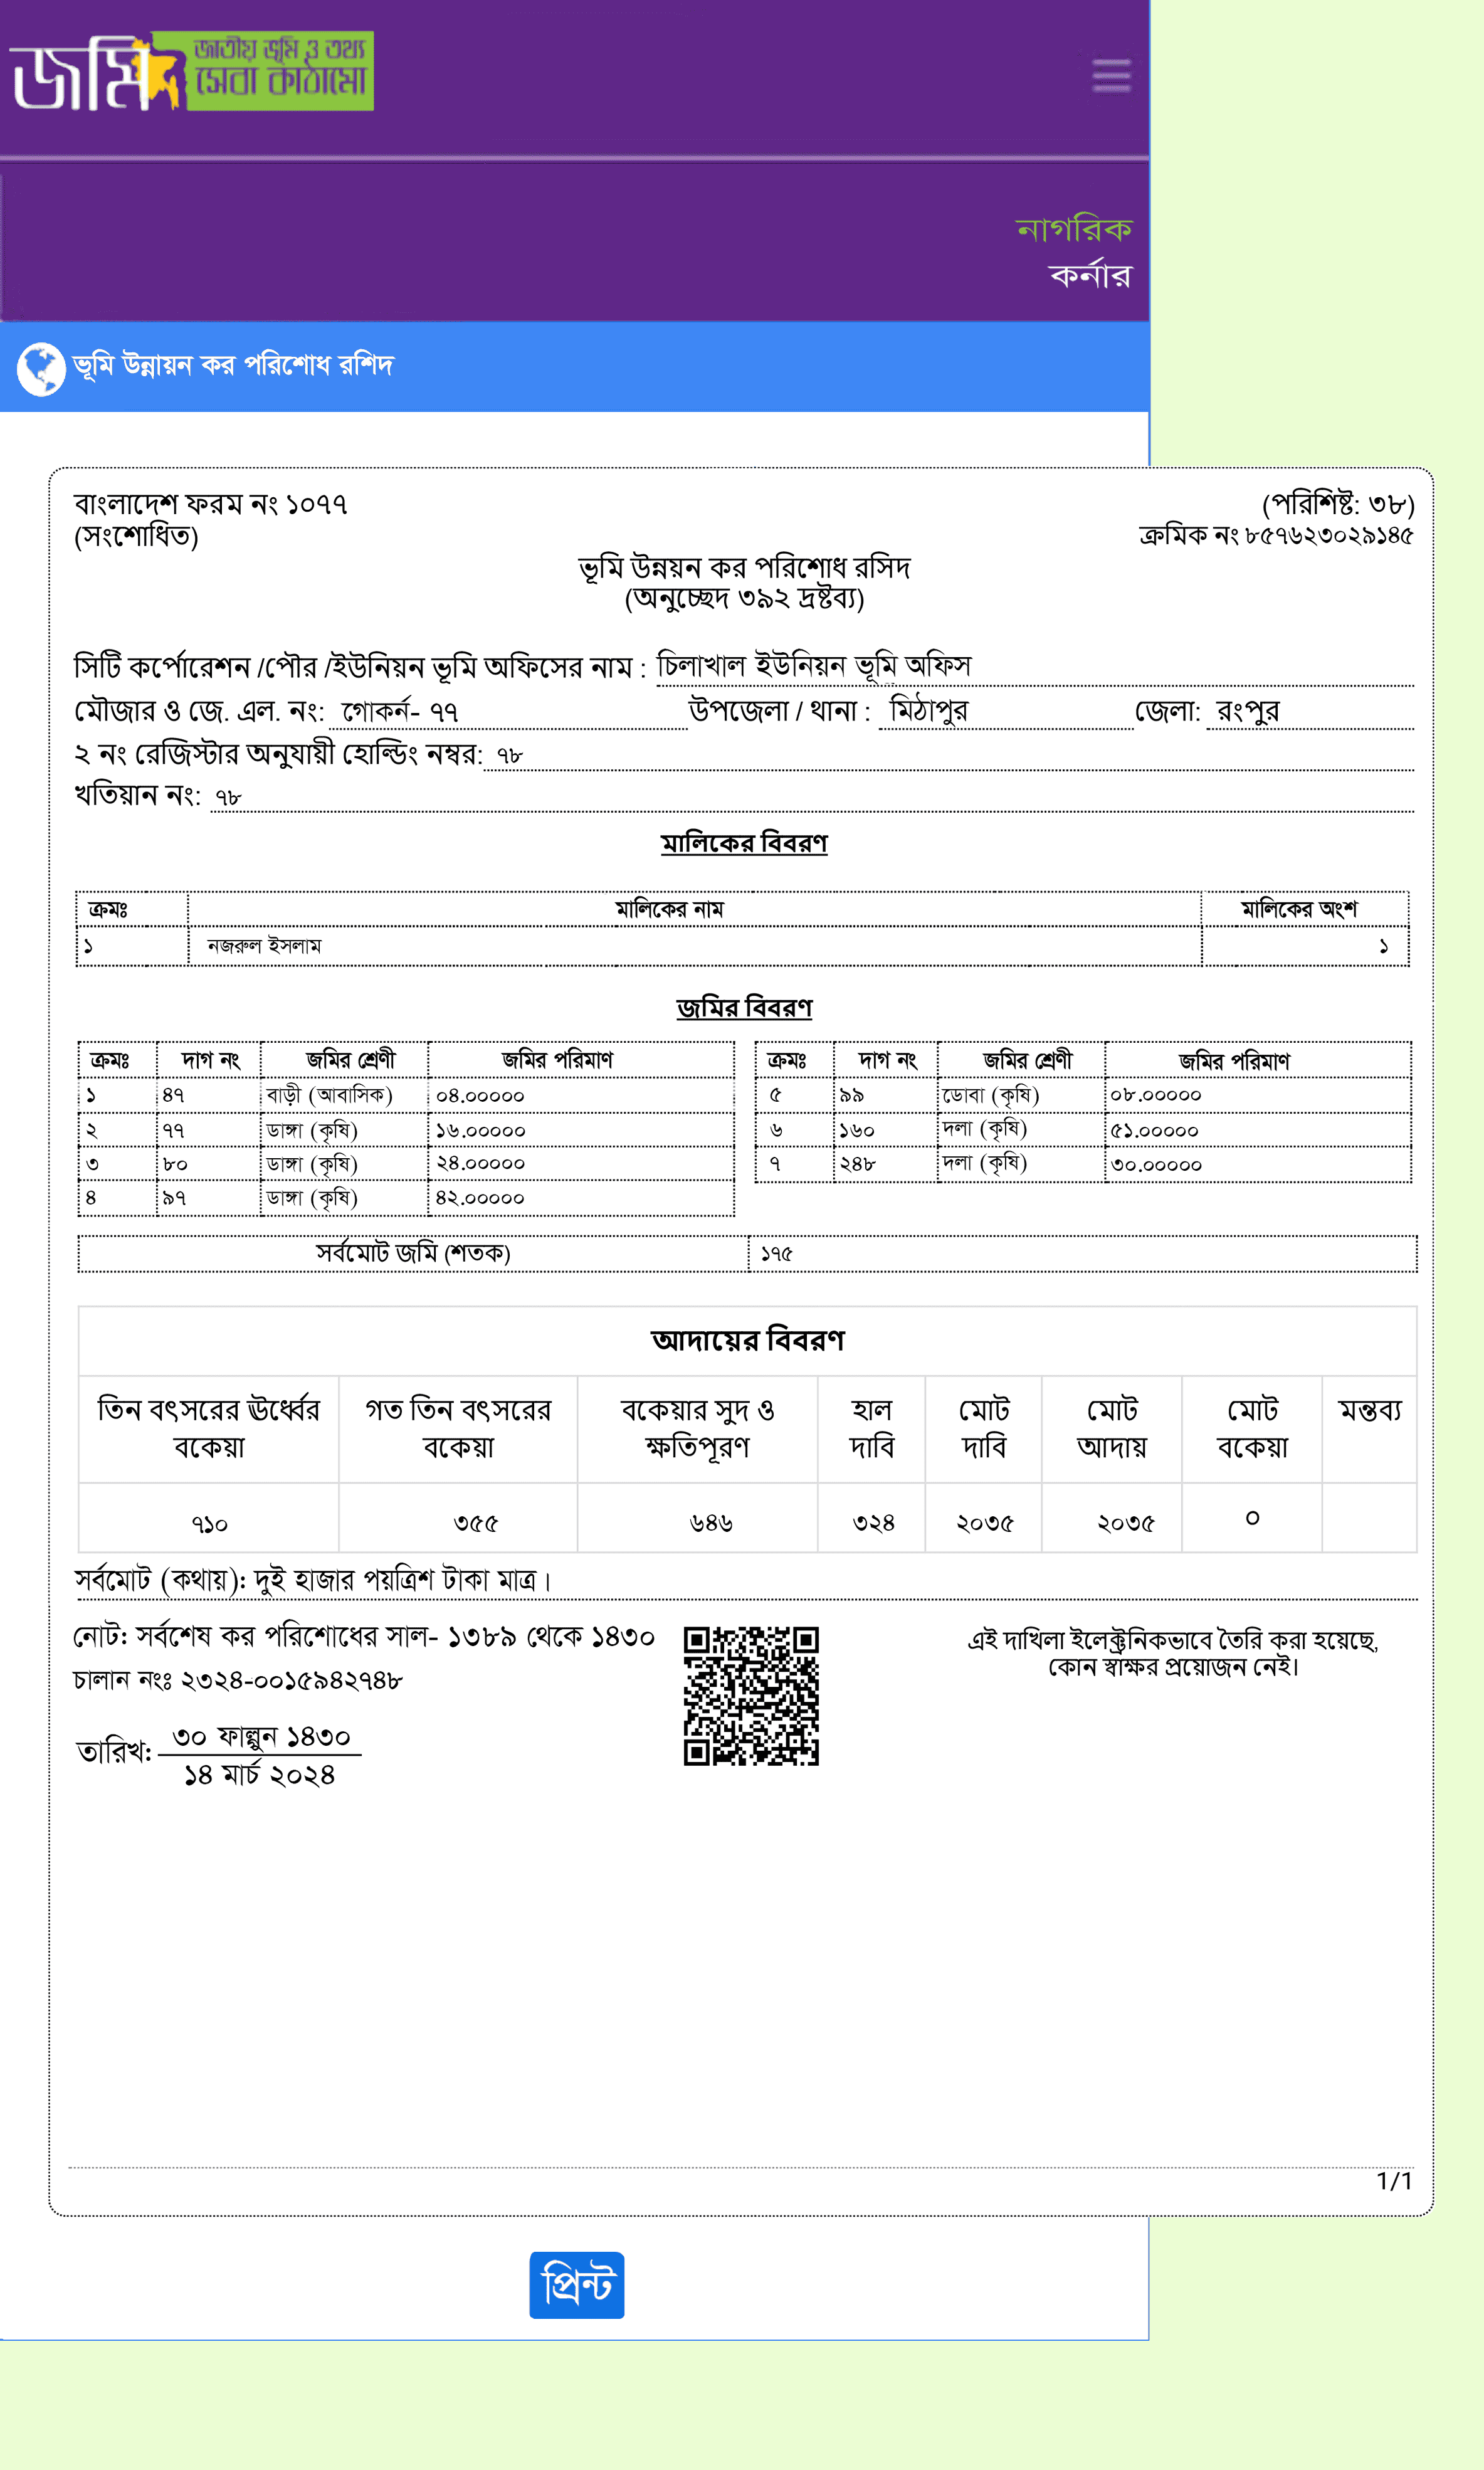 জমি জাতীয় ভূমি ও তথ্য
সেবা কাঠামো
নাগরিক
কর্নার
ভূমি উন্নায়ন কর পরিশোধ রশিদ
বাংলাদেশ ফরম নং ১০৭৭
(সংশোধিত)
(পরিশিষ্ট: ৩৮)
ক্রমিক নং ৮৫৭৬২৩০২৯১৪৫
ভূমি উন্নয়ন কর পরিশোধ রসিদ
(অনুচ্ছেদ ৩৯২ দ্রষ্টব্য)
সিটি কর্পোরেশন /পৌর /ইউনিয়ন ভূমি অফিসের নাম : চিলাখাল ইউনিয়ন ভূমি অফিস
মৌজার ও জে. এল. নং: গোকর্ন- ৭৭ উপজেলা / থানা : মিঠাপুর জেলা: রংপুর
২ নং রেজিস্টার অনুযায়ী হোল্ডিং নম্বর: ৭৮
খতিয়ান নং: ৭৮
মালিকের বিবরণ
ক্রমঃ মালিকের নাম মালিকের অংশ
১ নজরুল ইসলাম ১
জমির বিবরণ
ক্রমঃ দাগ নং জমির শ্রেণী জমির পরিমাণ
১ ৪৭ বাড়ী (আবাসিক) ০৪.০০০০০
২ ৭৭ ডাঙ্গা (কৃষি) ১৬.০০০০০
৩ ৮০ ডাঙ্গা (কৃষি) ২৪.০০০০০
৪ ৯৭ ডাঙ্গা (কৃষি) ৪২.০০০০০
ক্রমঃ দাগ নং জমির শ্রেণী জমির পরিমাণ
৫ ৯৯ ডোবা (কৃষি) ০৮.০০০০০
৬ ১৬০ দলা (কৃষি) ৫১.০০০০০
৭ ২৪৮ দলা (কৃষি) ৩০.০০০০০
সর্বমোট জমি (শতক) ১৭৫
আদায়ের বিবরণ
তিন বৎসরের ঊর্ধ্বের বকেয়া গত তিন বৎসরের বকেয়া বকেয়ার সুদ ও ক্ষতিপূরণ হাল দাবি মোট দাবি মোট আদায় মোট বকেয়া মন্তব্য
৭১০ ৩৫৫ ৬৪৬ ৩২৪ ২০৩৫ ২০৩৫ ০
সর্বমোট (কথায়): দুই হাজার পয়ত্রিশ টাকা মাত্র।
নোট: সর্বশেষ কর পরিশোধের সাল- ১৩৮৯ থেকে ১৪৩০
চালান নংঃ ২৩২৪-০০১৫৯৪২৭৪৮
তারিখ: ৩০ ফাল্গুন ১৪৩০
১৪ মার্চ ২০২৪
এই দাখিলা ইলেক্ট্রনিকভাবে তৈরি করা হয়েছে,
কোন স্বাক্ষর প্রয়োজন নেই।
1/1
প্রিন্ট